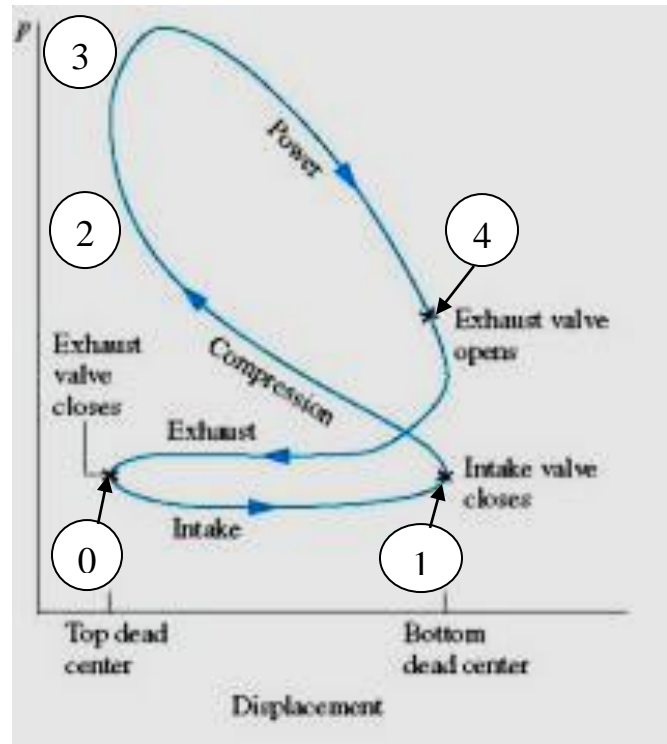 p
3
Power
2
4
Exhaust valve
opens
Exhaust
valve
closes
Compression
Exhaust
Intake valve
closes
Intake
0
1
Top dead
center
Bottom
dead center
Displacement